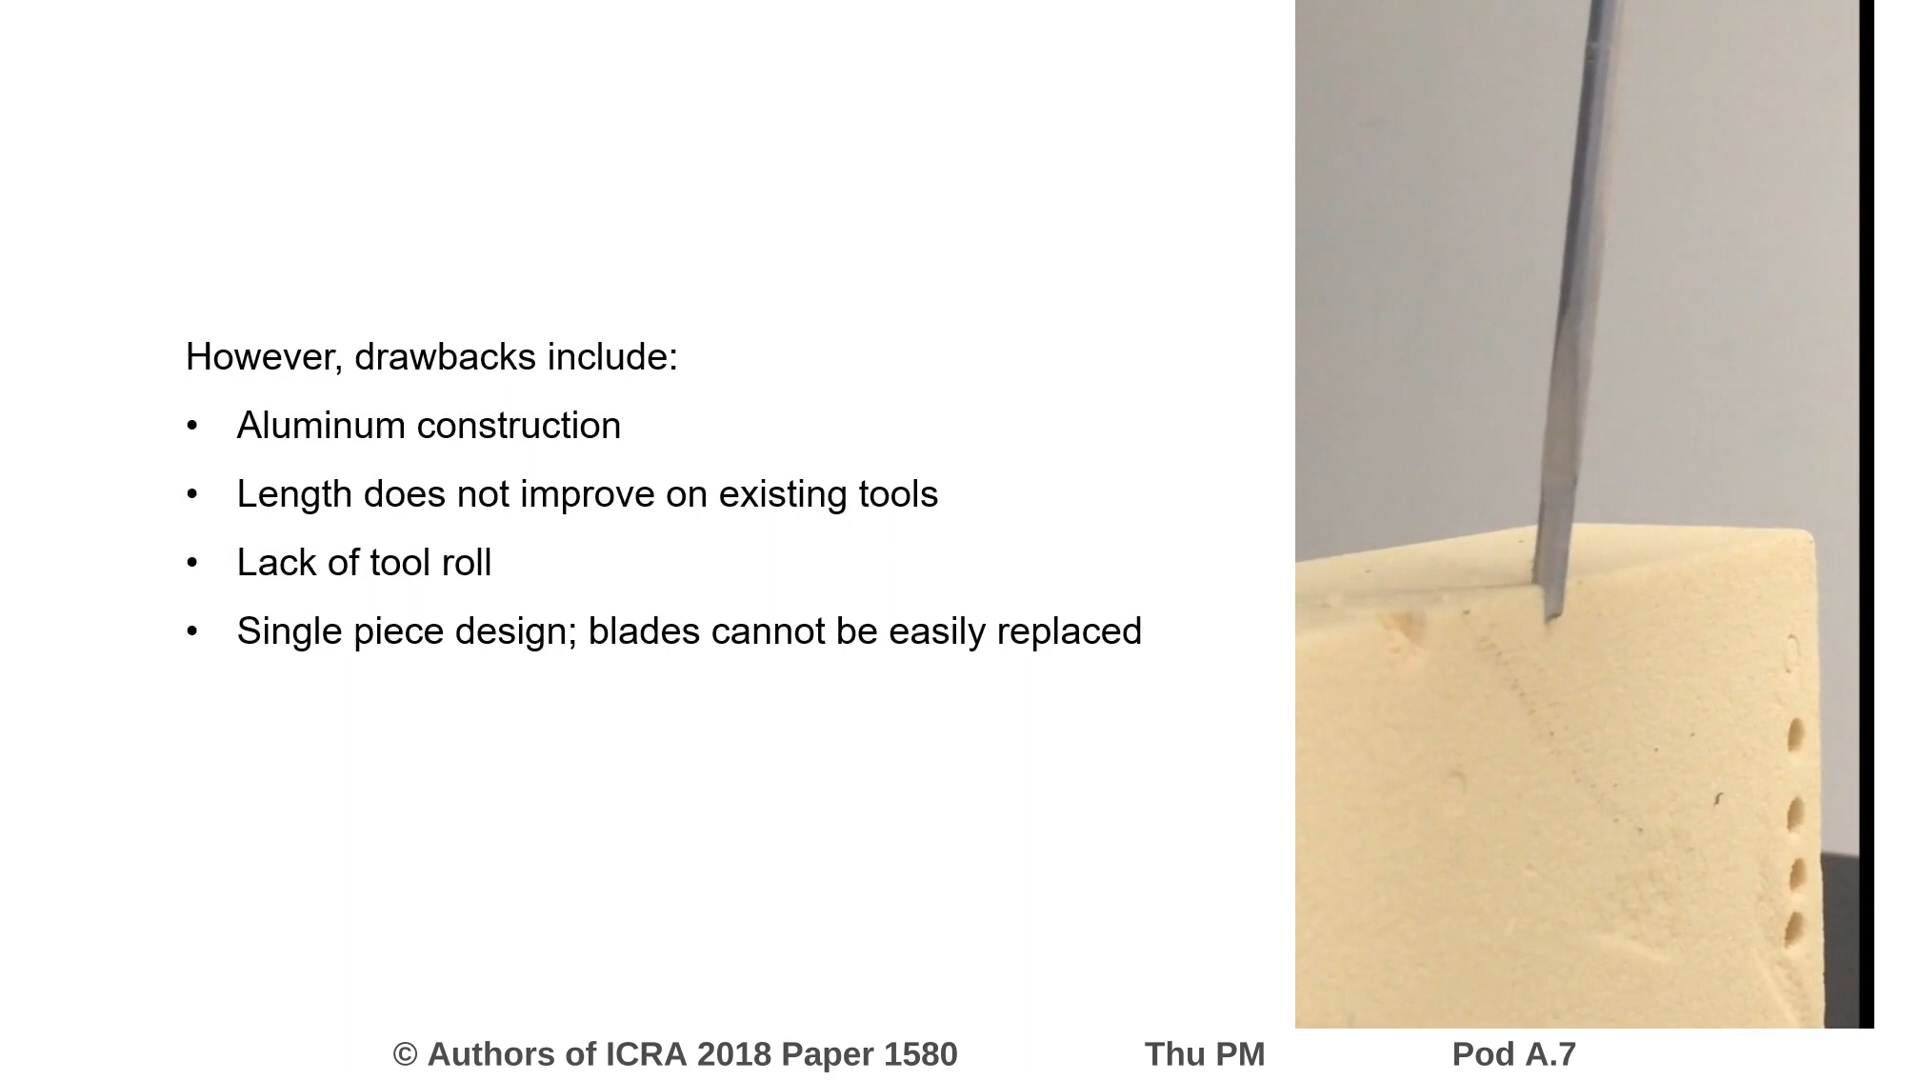 However, drawbacks include:
• Aluminum construction
• Length does not improve on existing tools
• Lack of tool roll
• Single piece design; blades cannot be easily replaced
© Authors of ICRA 2018 Paper 1580 Thu PM Pod A.7